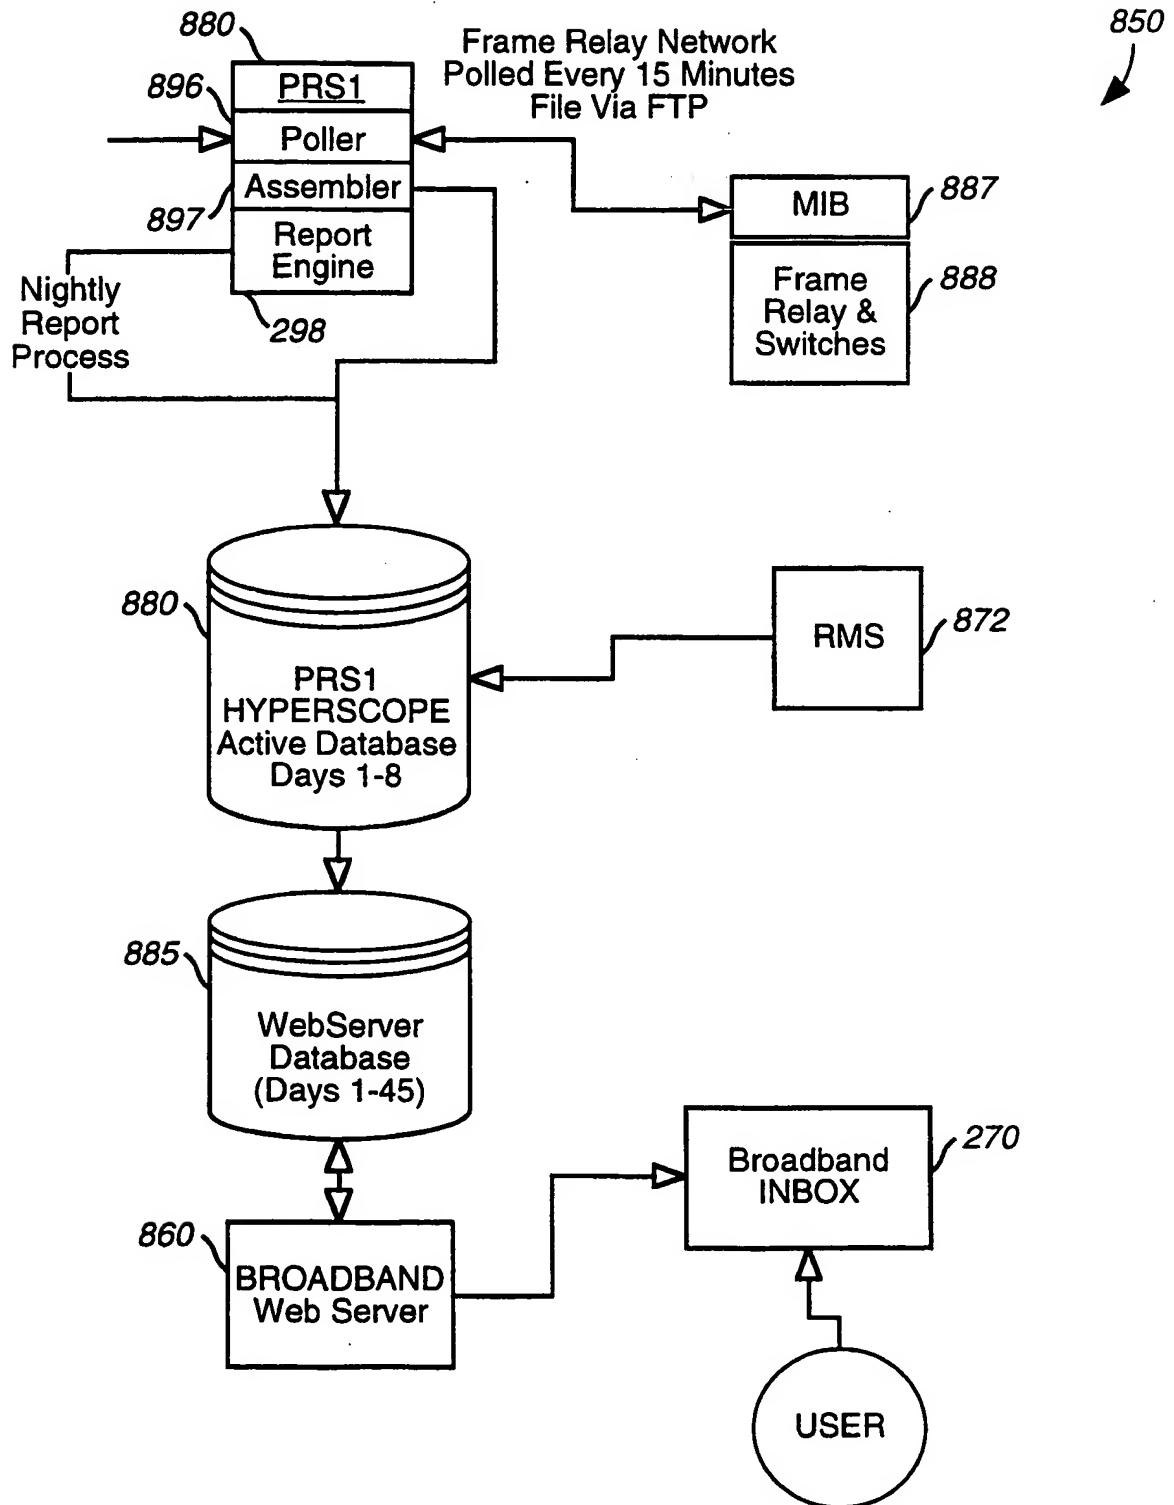 850
880
Frame Relay Network
Polled Every 15 Minutes
File Via FTP
PRS1
896
Poller
Assembler
897
Report
Engine
298
Nightly
Report
Process
MIB
887
Frame
Relay &
Switches
888
880
PRS1
HYPERSCOPE
Active Database
Days 1-8
RMS
872
885
WebServer
Database
(Days 1-45)
Broadband
INBOX
270
860
BROADBAND
Web Server
USER